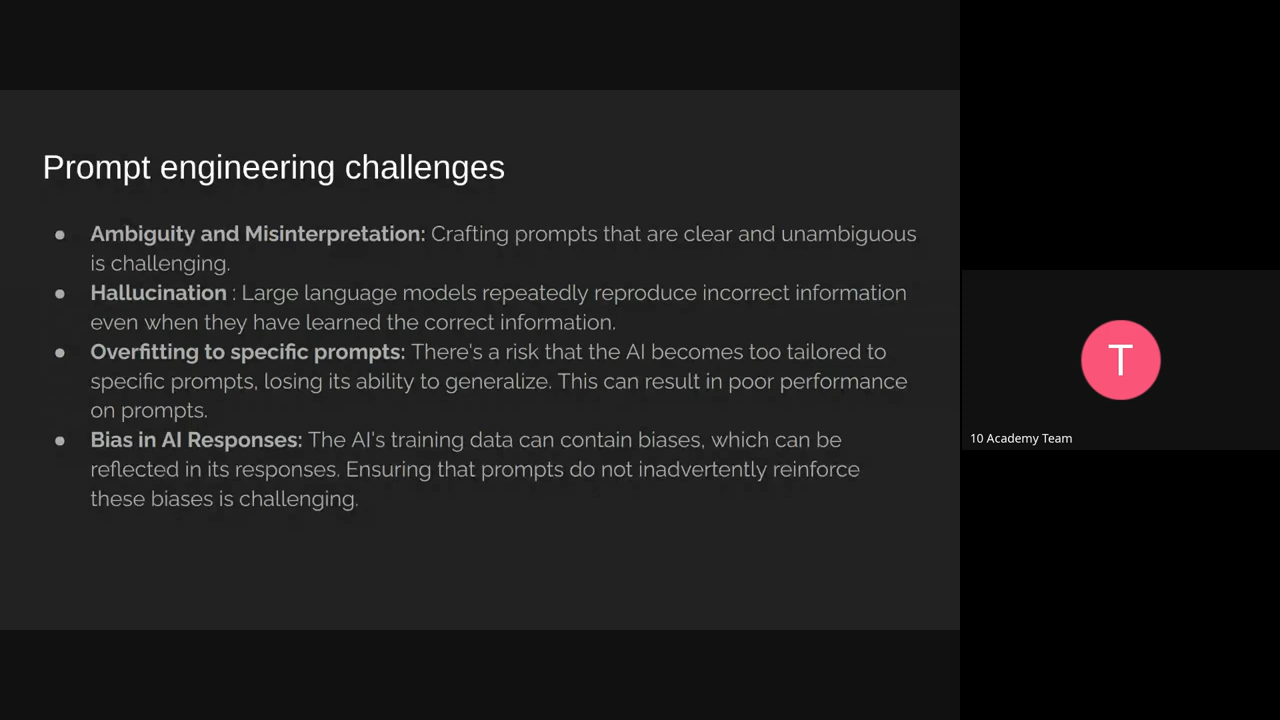 Prompt engineering challenges
● Ambiguity and Misinterpretation: Crafting prompts that are clear and unambiguous
is challenging.
● Hallucination : Large language models repeatedly reproduce incorrect information
even when they have learned the correct information.
● Overfitting to specific prompts: There's a risk that the AI becomes too tailored to
specific prompts, losing its ability to generalize. This can result in poor performance
on prompts.
● Bias in AI Responses: The AI's training data can contain biases, which can be
reflected in its responses. Ensuring that prompts do not inadvertently reinforce
these biases is challenging.
T
10 Academy Team